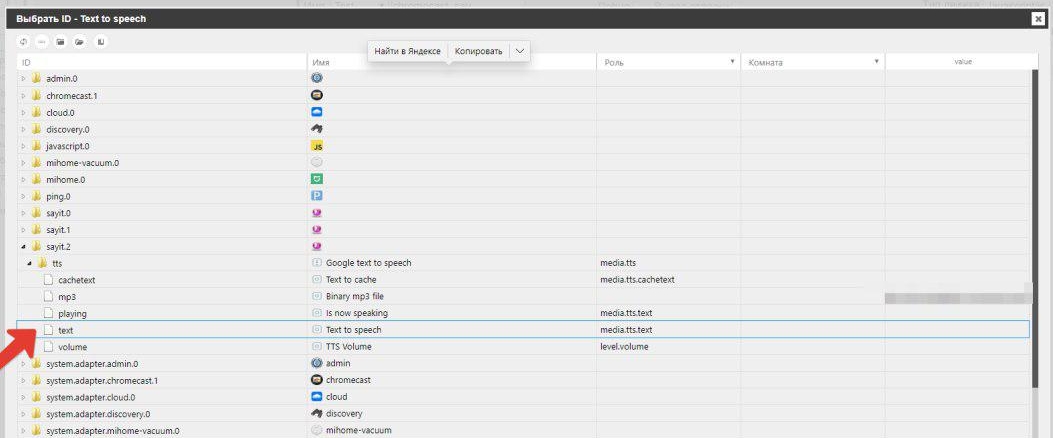 Выбрать ID - Text to speech
Найти в Яндексе Копировать
ID Имя Роль Комната value
admin.0
chromecast.1
cloud.0
discovery.0
javascript.0 JS
mihome-vacuum.0
mihome.0
ping.0 P
sayit.0
sayit.1
sayit.2
tts Google text to speech media.tts
cachetext Text to cache media.tts.cachetext
mp3 Binary mp3 file
playing Is now speaking media.tts.text
text Text to speech media.tts.text
volume TTS Volume level.volume
system.adapter.admin.0 admin
system.adapter.chromecast.1 chromecast
system.adapter.cloud.0 cloud
system.adapter.discovery.0 discovery
system.adapter.mihome-vacuum.0 mihome-vacuum